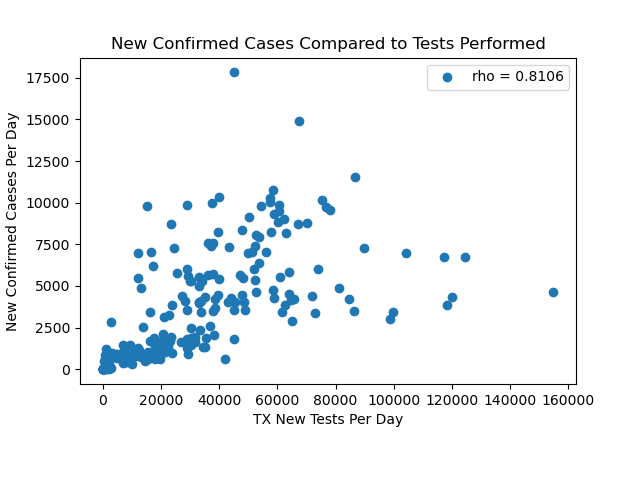 New Confirmed Cases Compared to Tests Performed
rho = 0.8106
New Confirmed Caeses Per Day
17500
15000
12500
10000
7500
5000
2500
0
0 20000 40000 60000 80000 100000 120000 140000 160000
TX New Tests Per Day